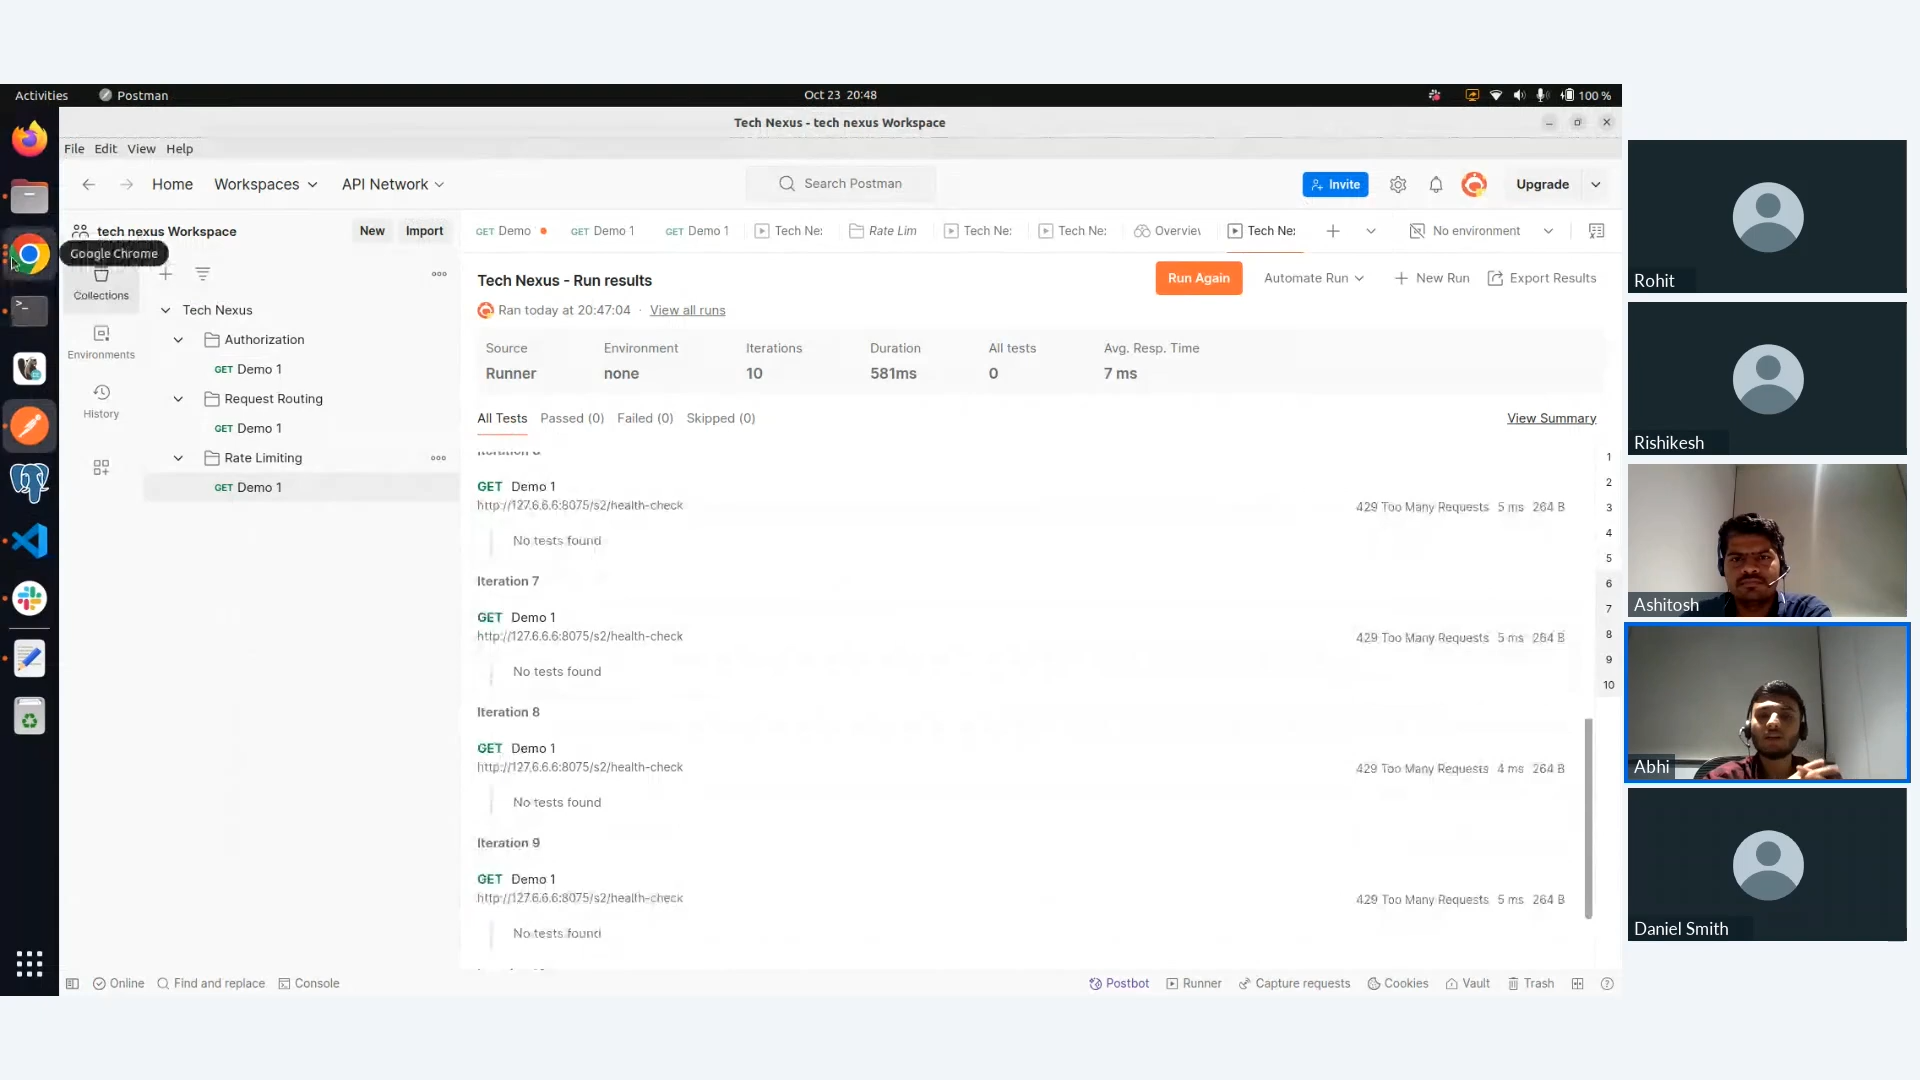 Activities
Postman
Oct 23 20:48
100 %
Tech Nexus - tech nexus Workspace
File Edit View Help
Home
Workspaces
API Network
Search Postman
Invite
Upgrade
tech nexus Workspace
New
Import
Google Chrome
Collections
Environments
History
Tech Nexus
Authorization
GET Demo 1
Request Routing
GET Demo 1
Rate Limiting
GET Demo 1
GET Demo
GET Demo 1
GET Demo 1
Tech Ne:
Rate Lim
Tech Ne:
Tech Ne:
Overvie
Tech Ne:
No environment
Tech Nexus - Run results
Run Again
Automate Run
New Run
Export Results
Ran today at 20:47:04 · View all runs
Source Environment Iterations Duration All tests Avg. Resp. Time
Runner none 10 581ms 0 7 ms
All Tests Passed (0) Failed (0) Skipped (0)
View Summary
GET Demo 1
http://127.6.6.6:8075/s2/health-check
429 Too Many Requests 5 ms 264 B
No tests found
Iteration 7
GET Demo 1
http://127.6.6.6:8075/s2/health-check
429 Too Many Requests 5 ms 264 B
No tests found
Iteration 8
GET Demo 1
http://127.6.6.6:8075/s2/health-check
429 Too Many Requests 4 ms 264 B
No tests found
Iteration 9
GET Demo 1
http://127.6.6.6:8075/s2/health-check
429 Too Many Requests 5 ms 264 B
No tests found
1
2
3
4
5
6
7
8
9
10
Online
Find and replace
Console
Postbot
Runner
Capture requests
Cookies
Vault
Trash
Rohit
Rishikesh
Ashitosh
Abhi
Daniel Smith